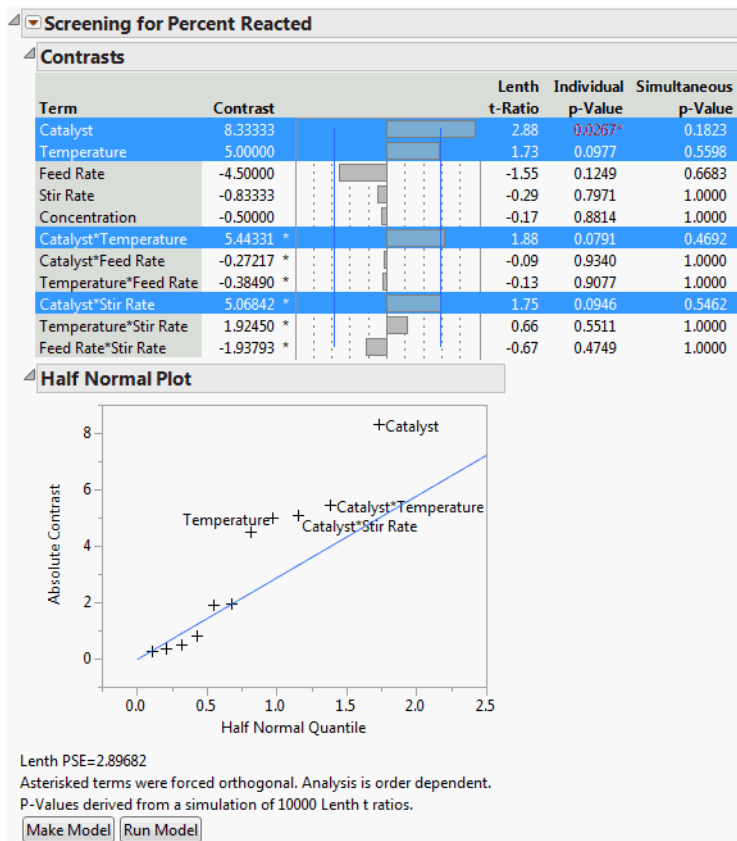 Screening for Percent Reacted
Contrasts
Term Contrast Lenth t-Ratio Individual p-Value Simultaneous p-Value
Catalyst 8.33333 2.88 0.0267* 0.1823
Temperature 5.00000 1.73 0.0977 0.5598
Feed Rate -4.50000 -1.55 0.1249 0.6683
Stir Rate -0.83333 -0.29 0.7971 1.0000
Concentration -0.50000 -0.17 0.8814 1.0000
Catalyst*Temperature 5.44331 * 1.88 0.0791 0.4692
Catalyst*Feed Rate -0.27217 * -0.09 0.9340 1.0000
Temperature*Feed Rate -0.38490 * -0.13 0.9077 1.0000
Catalyst*Stir Rate 5.06842 * 1.75 0.0946 0.5462
Temperature*Stir Rate 1.92450 * 0.66 0.5511 1.0000
Feed Rate*Stir Rate -1.93793 * -0.67 0.4749 1.0000
Half Normal Plot
8
6
4
2
0
Absolute Contrast
Catalyst
Catalyst*Temperature
Temperature
Catalyst*Stir Rate
0.0 0.5 1.0 1.5 2.0 2.5
Half Normal Quantile
Lenth PSE=2.89682
Asterisked terms were forced orthogonal. Analysis is order dependent.
P-Values derived from a simulation of 10000 Lenth t ratios.
Make Model Run Model